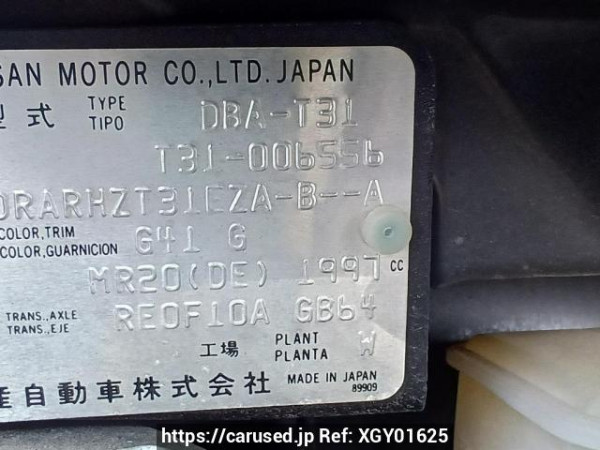 SAN MOTOR CO.,LTD. JAPAN
型式 TYPE TIPO DBA-T31
T31-006556
DRARHZT31EZA-B--A
COLOR,TRIM
COLOR,GUARNICION G41 G
MR20(DE) 1997 CC
TRANS.,AXLE
TRANS.,EJE RE0F10A GB64
工場 PLANT PLANTA W
産自動車株式会社 MADE IN JAPAN
89909
https://carused.jp Ref: XGY01625